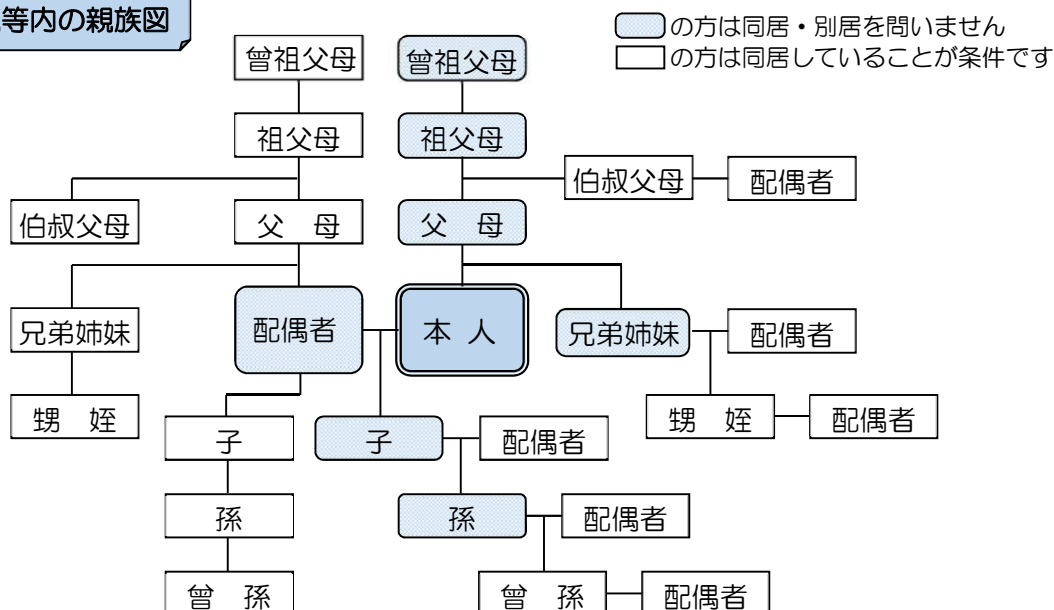 等内の親族図
の方は同居・別居を問いません
の方は同居していることが条件です
曾祖父母
曾祖父母
祖父母
祖父母
伯叔父母
配偶者
伯叔父母
父 母
父 母
兄弟姉妹
配偶者
本 人
兄弟姉妹
配偶者
甥 姪
子
子
配偶者
甥 姪
配偶者
孫
孫
配偶者
曾 孫
曾 孫
配偶者